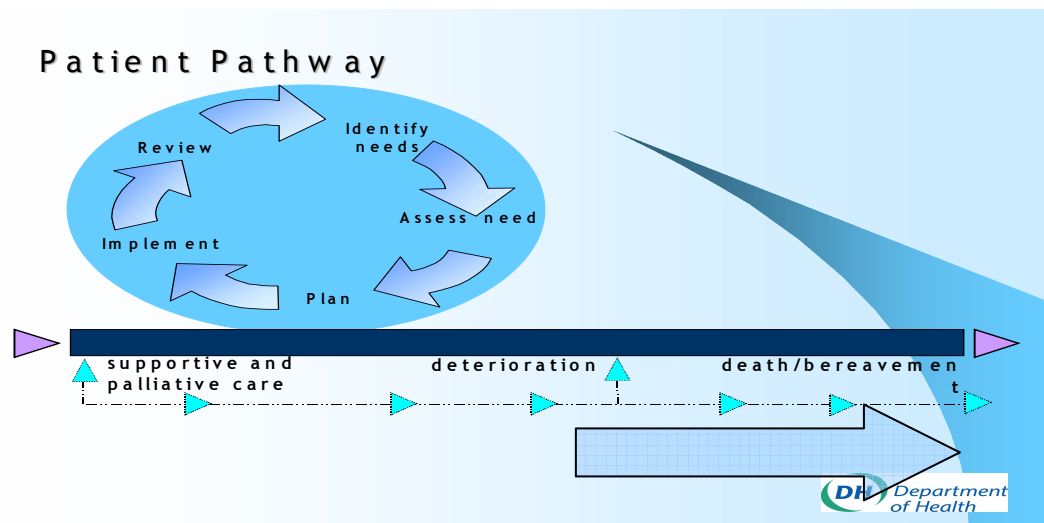 Patient Pathway
Identify
needs
Review
Assess need
Implement
Plan
supportive and
palliative care
deterioration
death/bereavemen
t
DH Department
of Health